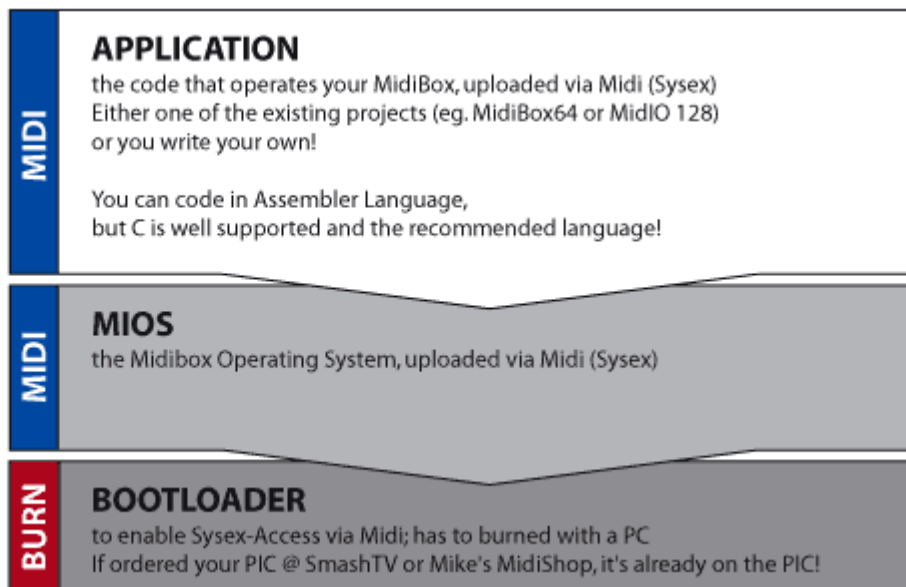 MIDI
APPLICATION
the code that operates your MidiBox, uploaded via Midi (Sysex)
Either one of the existing projects (eg. MidiBox64 or MidIO 128)
or you write your own!
You can code in Assembler Language,
but C is well supported and the recommended language!
MIDI
MIOS
the Midibox Operating System, uploaded via Midi (Sysex)
BURN
BOOTLOADER
to enable Sysex-Access via Midi; has to burned with a PC
If ordered your PIC @ SmashTV or Mike's MidiShop, it's already on the PIC!